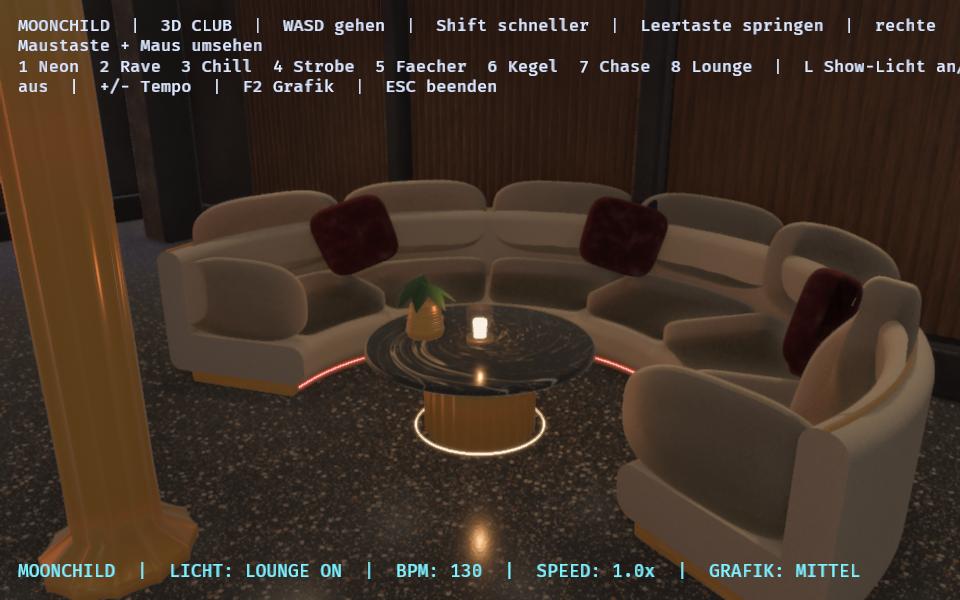 MOONCHILD | 3D CLUB | WASD gehen | Shift schneller | Leertaste springen | rechte
Maustaste + Maus umsehen
1 Neon 2 Rave 3 Chill 4 Strobe 5 Faecher 6 Kegel 7 Chase 8 Lounge | L Show-Licht an/
aus | +/- Tempo | F2 Grafik | ESC beenden
MOONCHILD | LICHT: LOUNGE ON | BPM: 130 | SPEED: 1.0x | GRAFIK: MITTEL